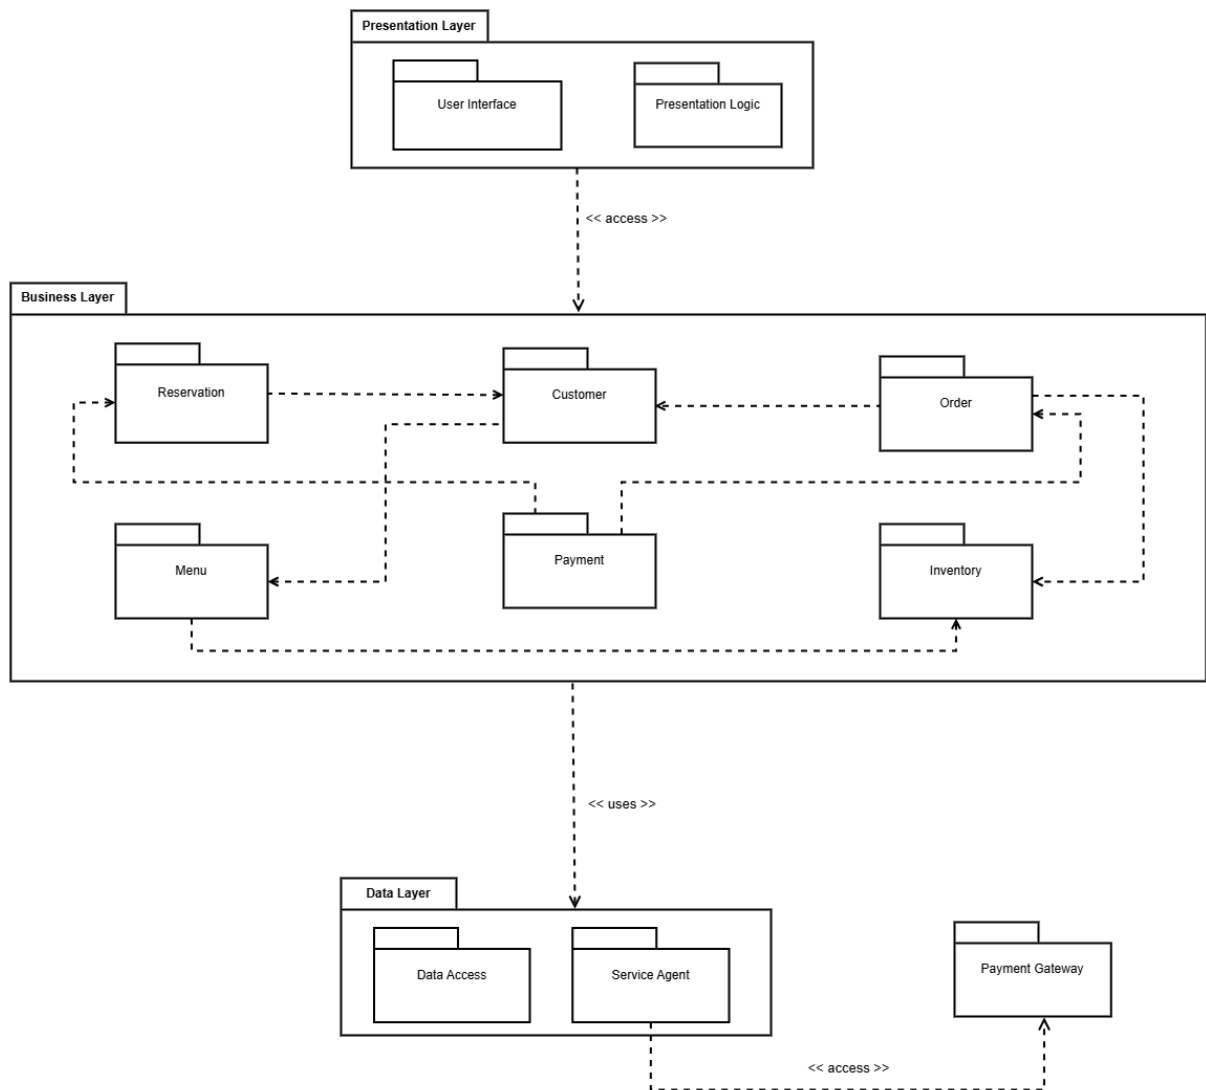 Presentation Layer
User Interface
Presentation Logic
<< access >>
Business Layer
Reservation
Customer
Order
Menu
Payment
Inventory
<< uses >>
Data Layer
Data Access
Service Agent
Payment Gateway
<< access >>